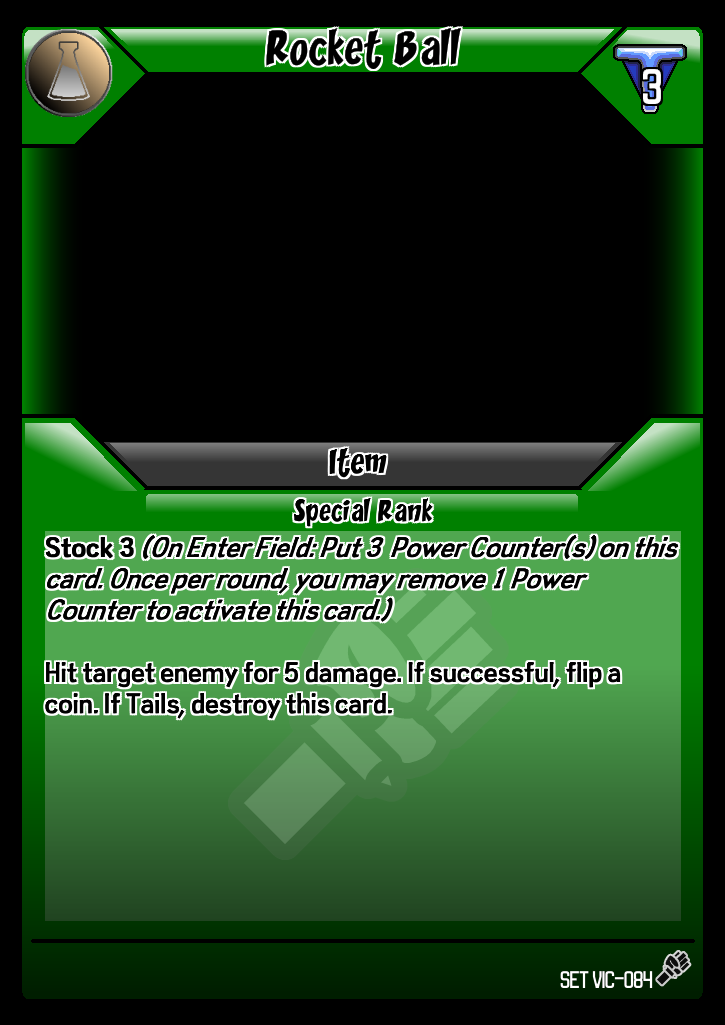 Rocket Ball
3
Item
Special Rank
Stock 3 (On Enter Field: Put 3 Power Counter(s) on this
card. Once per round, you may remove 1 Power
Counter to activate this card.)
Hit target enemy for 5 damage. If successful, flip a
coin. If Tails, destroy this card.
SET VIC-084